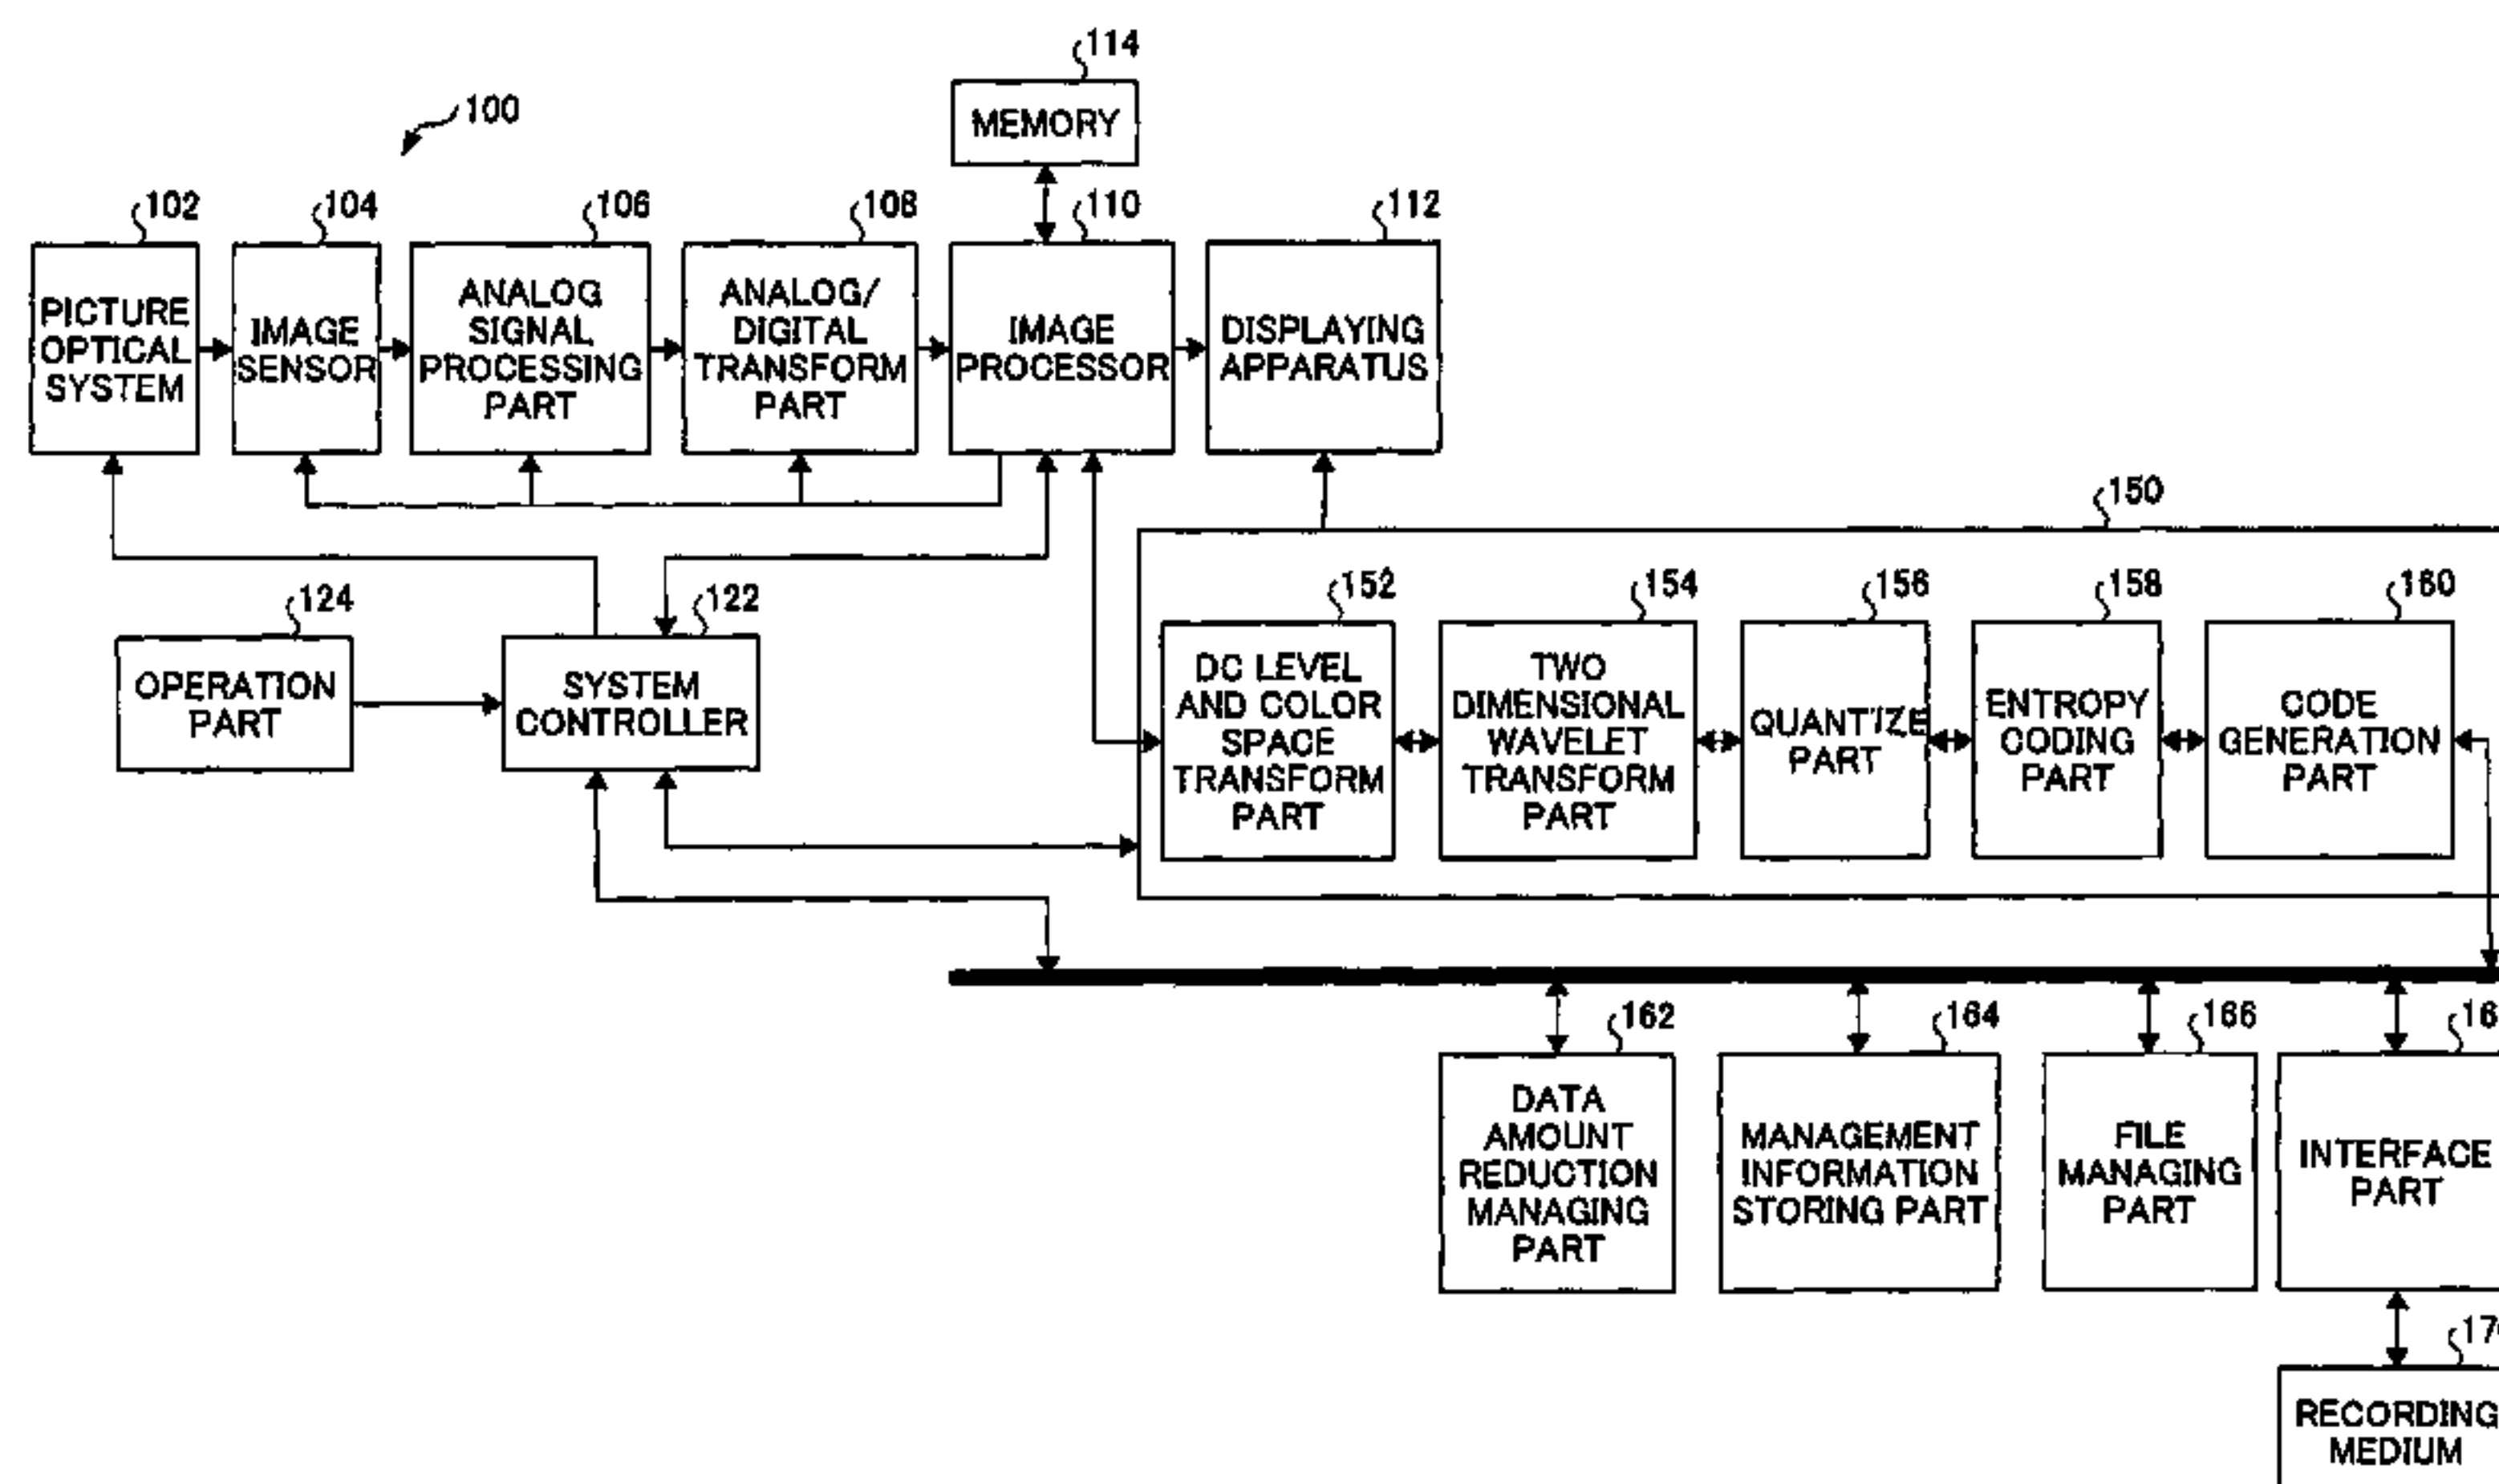 114
MEMORY
100
102
104
106
108
110
112
PICTURE
OPTICAL
SYSTEM
IMAGE
SENSOR
ANALOG
SIGNAL
PROCESSING
PART
ANALOG/
DIGITAL
TRANSFORM
PART
IMAGE
PROCESSOR
DISPLAYING
APPARATUS
150
124
122
152
154
156
158
160
OPERATION
PART
SYSTEM
CONTROLLER
DC LEVEL
AND COLOR
SPACE
TRANSFORM
PART
TWO
DIMENSIONAL
WAVELET
TRANSFORM
PART
QUANTIZE
PART
ENTROPY
CODING
PART
CODE
GENERATION
PART
162
164
166
DATA
AMOUNT
REDUCTION
MANAGING
PART
MANAGEMENT
INFORMATION
STORING PART
FILE
MANAGING
PART
INTERFACE
PART
RECORDING
MEDIUM